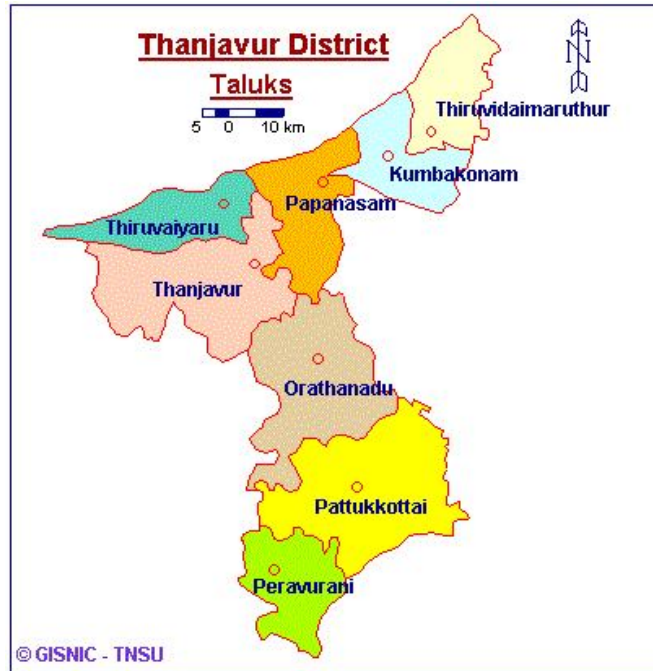 Thanjavur District
Taluks
5 0 10 km
N
Thiruvidaimaruthur
Kumbakonam
Papanasam
Thiruvaiyaru
Thanjavur
Orathanadu
Pattukkottai
Peravurani
© GISNIC - TNSU